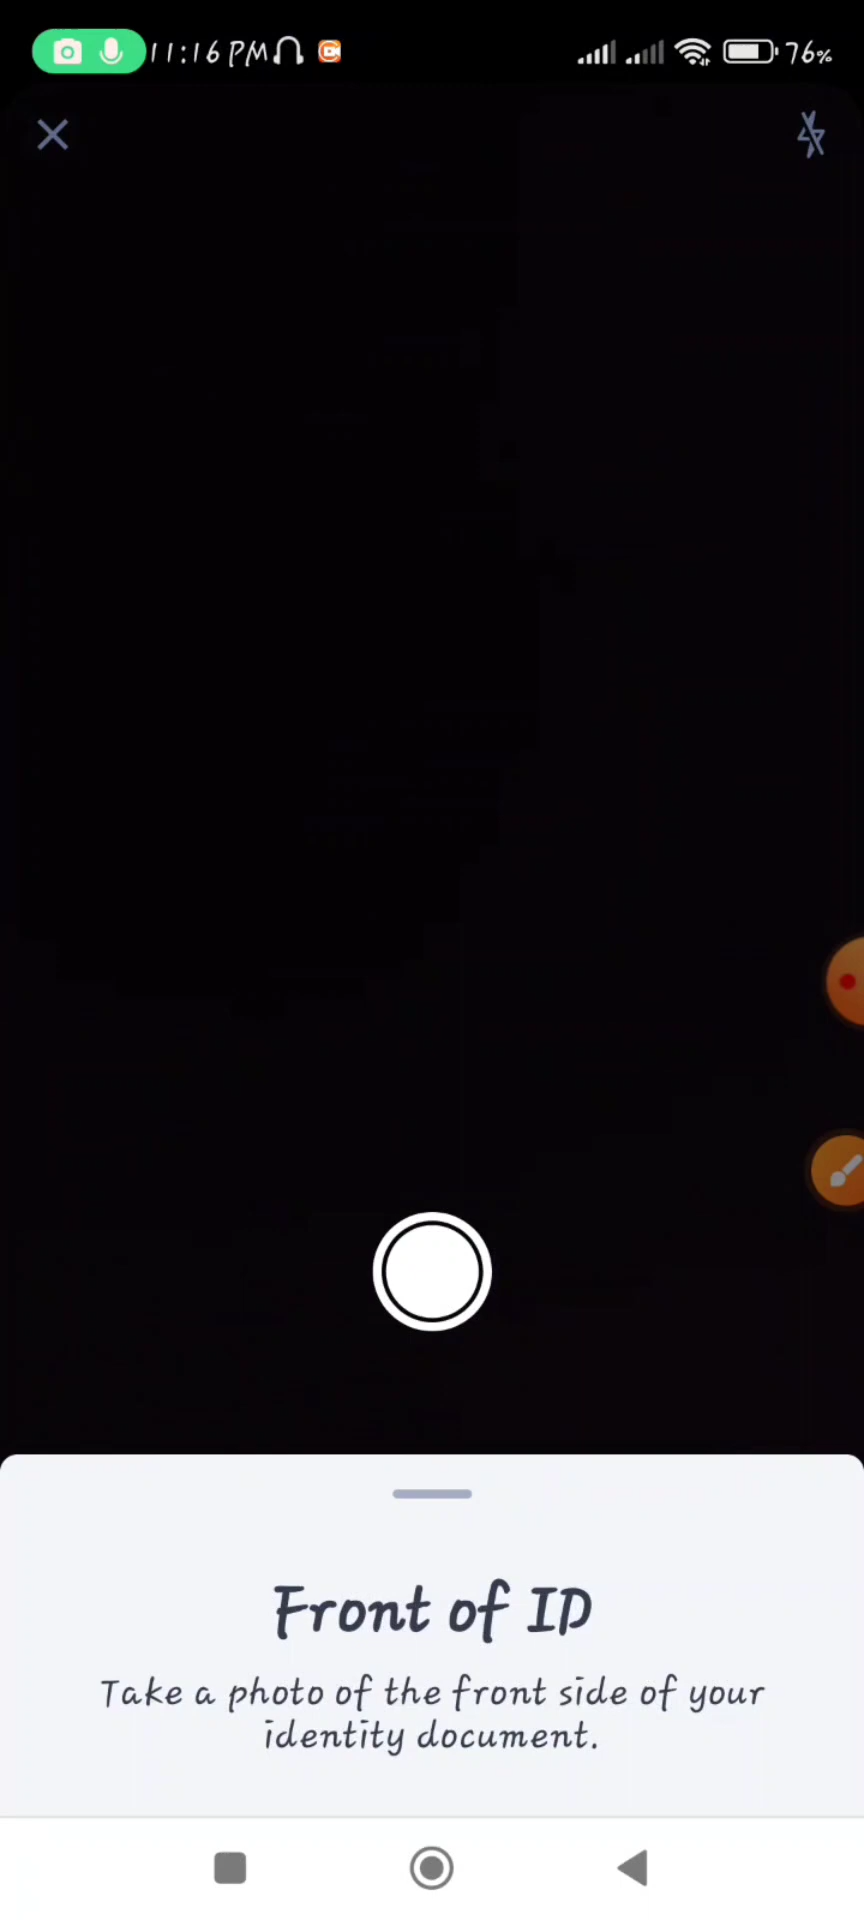 11:16 PM 76%
Front of ID
Take a photo of the front side of your
identity document.